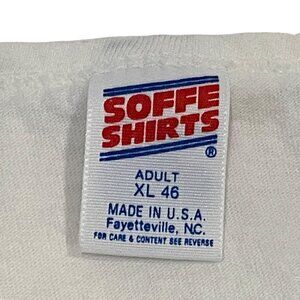 SOFFE
SHIRTS®
ADULT
XL 46
MADE IN U.S.A.
Fayetteville, NC.
FOR CARE & CONTENT SEE REVERSE